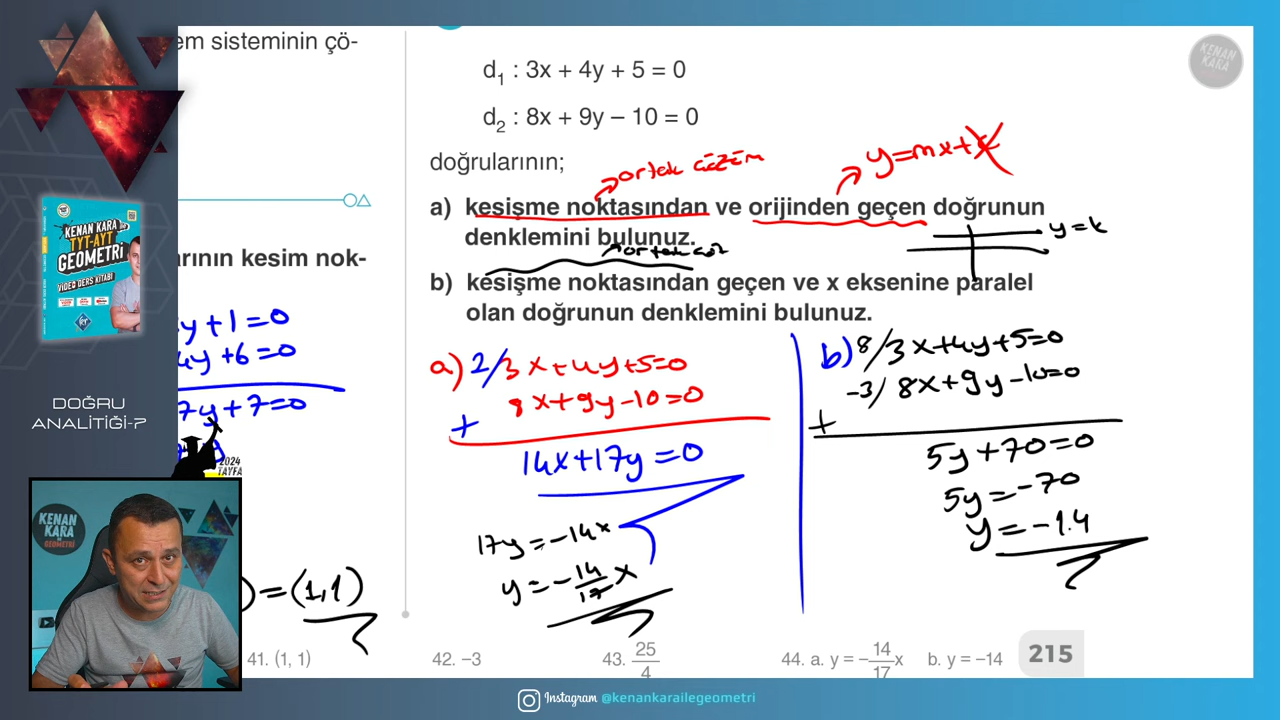 em sisteminin çö-
arının kesim nok-
y + 1 = 0
4y + 6 = 0
7y + 7 = 0
= (1,1)
41. (1, 1)
d1 : 3x + 4y + 5 = 0
d2 : 8x + 9y – 10 = 0
doğrularının;
ortak çözüm
y = mx +
a) kesişme noktasından ve orijinden geçen doğrunun
denklemini bulunuz.
y = k
b) kesişme noktasından geçen ve x eksenine paralel
olan doğrunun denklemini bulunuz.
a) 2/ 3x + 4y + 5 = 0
8x + 9y - 10 = 0
+
14x + 17y = 0
17y = -14x
y = -14/17 x
b) 8/ 3x + 4y + 5 = 0
-3/ 8x + 9y - 10 = 0
+
5y + 70 = 0
5y = -70
y = -14
42. –3
43. 25/4
44. a. y = –14/17x b. y = –14
215
KENAN KARA
KENAN KARA
TYT-AYT
GEOMETRİ
VİDEO DERS KİTABI
DOĞRU
ANALİTİĞİ-7
2024
TAYFA
KENAN
KARA
GEOMETRİ
Instagram @kenankarailegeometri